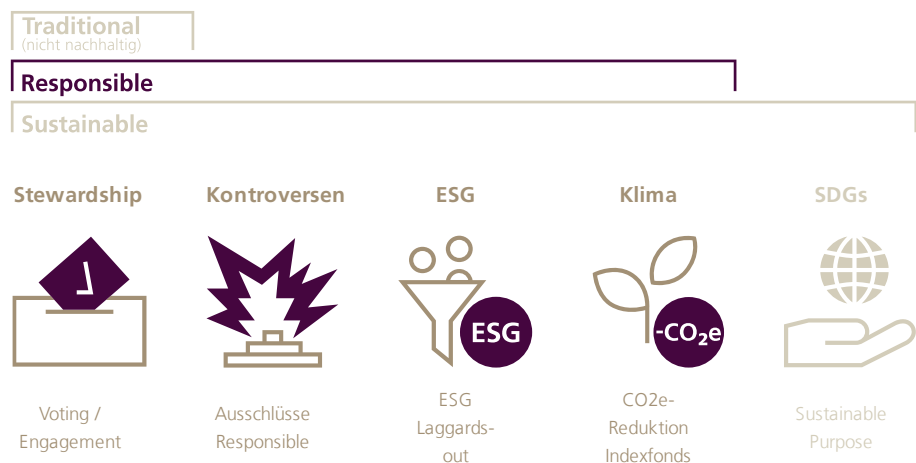 Traditional
(nicht nachhaltig)
Responsible
Sustainable
Stewardship
Kontroversen
ESG
Klima
SDGs
ESG
-CO₂e
Voting /
Engagement
Ausschlüsse
Responsible
ESG
Laggards-
out
CO2e-
Reduktion
Indexfonds
Sustainable
Purpose